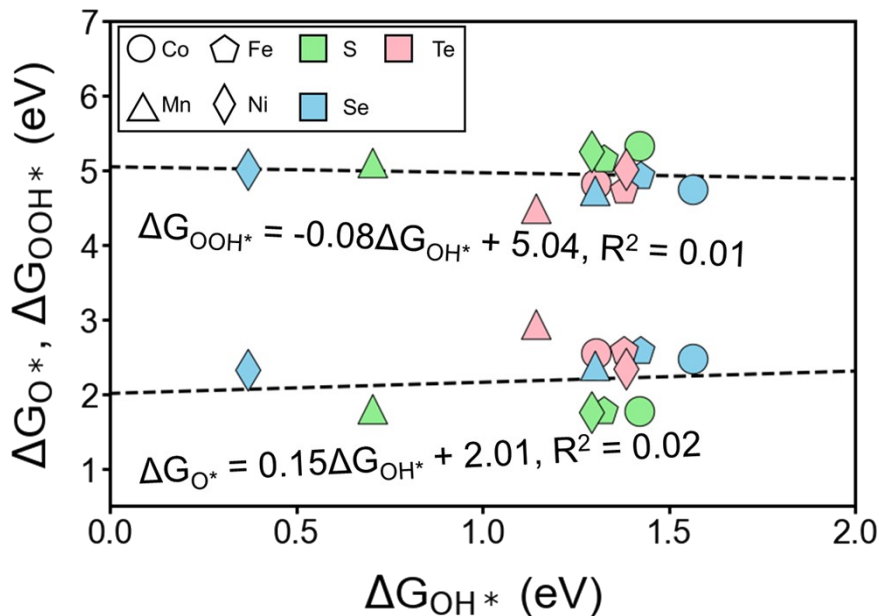 ΔG_O*, ΔG_OOH* (eV)
7
6
5
4
3
2
1
Co Fe S Te
Mn Ni Se
ΔG_OOH* = -0.08ΔG_OH* + 5.04, R² = 0.01
ΔG_O* = 0.15ΔG_OH* + 2.01, R² = 0.02
0.0 0.5 1.0 1.5 2.0
ΔG_OH* (eV)